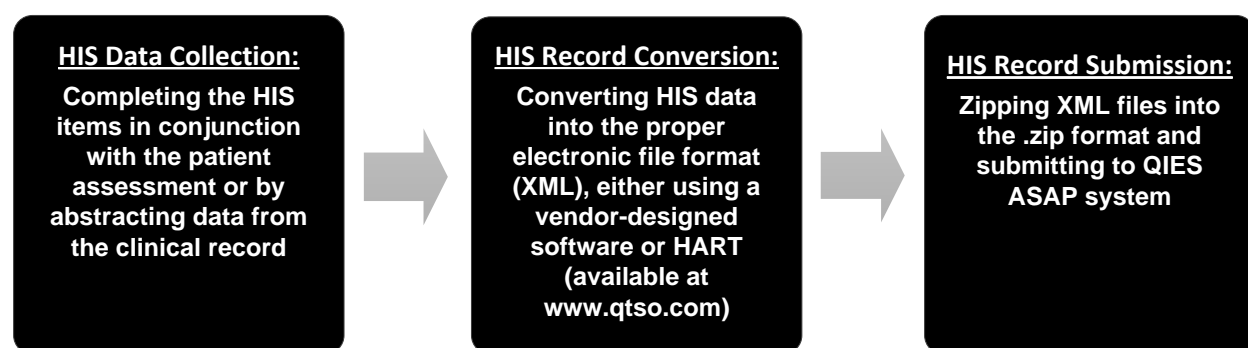 HIS Data Collection:
Completing the HIS
items in conjunction
with the patient
assessment or by
abstracting data from
the clinical record
HIS Record Conversion:
Converting HIS data
into the proper
electronic file format
(XML), either using a
vendor-designed
software or HART
(available at
www.qtso.com)
HIS Record Submission:
Zipping XML files into
the .zip format and
submitting to QIES
ASAP system